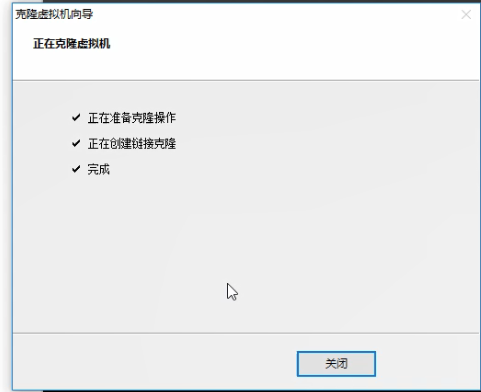 克隆虚拟机向导
正在克隆虚拟机
正在准备克隆操作
正在创建链接克隆
完成
关闭